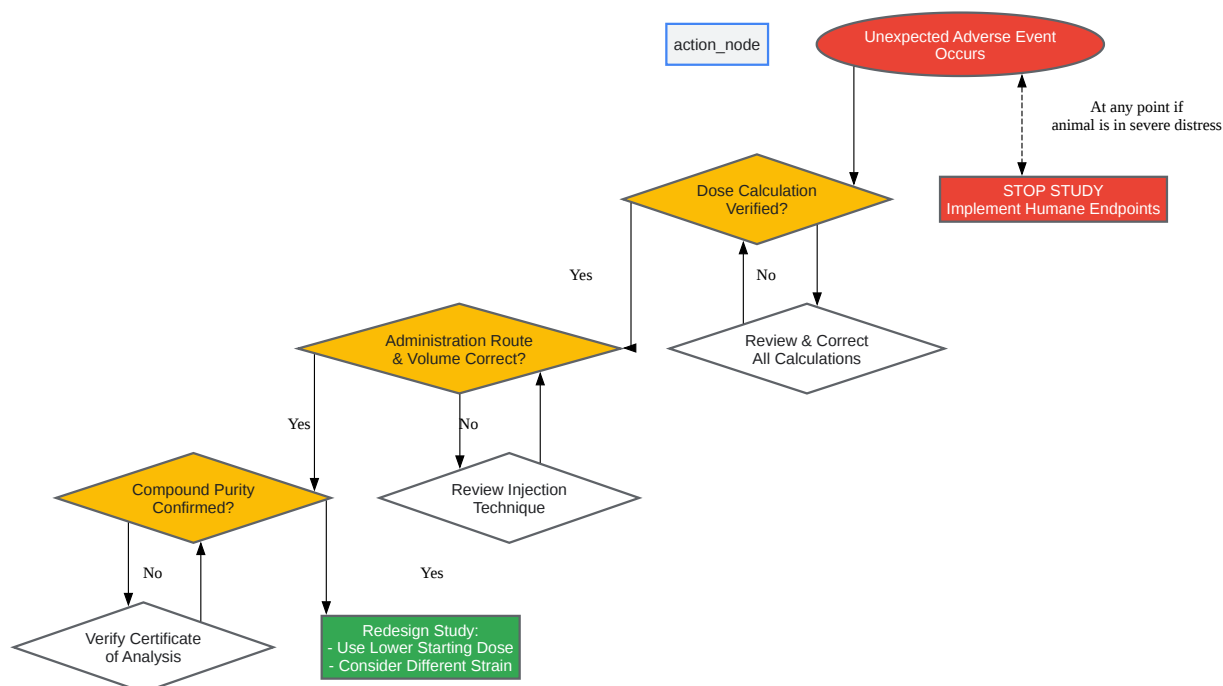 action_node
Unexpected Adverse Event
Occurs
At any point if
animal is in severe distress
STOP STUDY
Implement Humane Endpoints
Dose Calculation
Verified?
Yes
No
Administration Route
& Volume Correct?
Review & Correct
All Calculations
Yes
No
Compound Purity
Confirmed?
Review Injection
Technique
No
Yes
Verify Certificate
of Analysis
Redesign Study:
- Use Lower Starting Dose
- Consider Different Strain